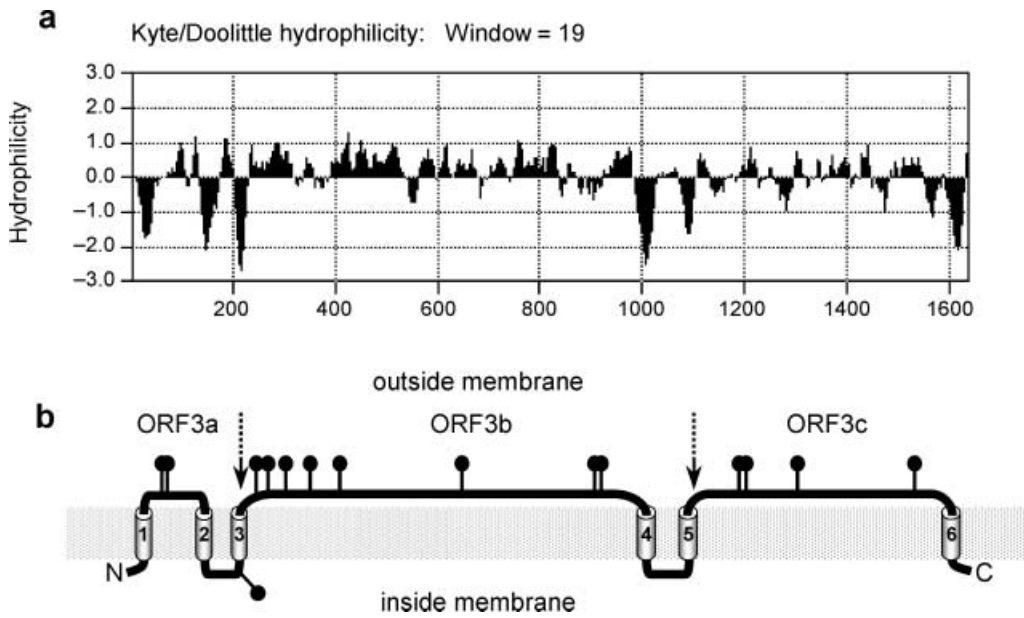 a
Kyte/Doolittle hydrophilicity: Window = 19
Hydrophilicity
3.0
2.0
1.0
0.0
−1.0
−2.0
−3.0
200 400 600 800 1000 1200 1400 1600
outside membrane
b
ORF3a ORF3b ORF3c
1 2 3 4 5 6
N C
inside membrane